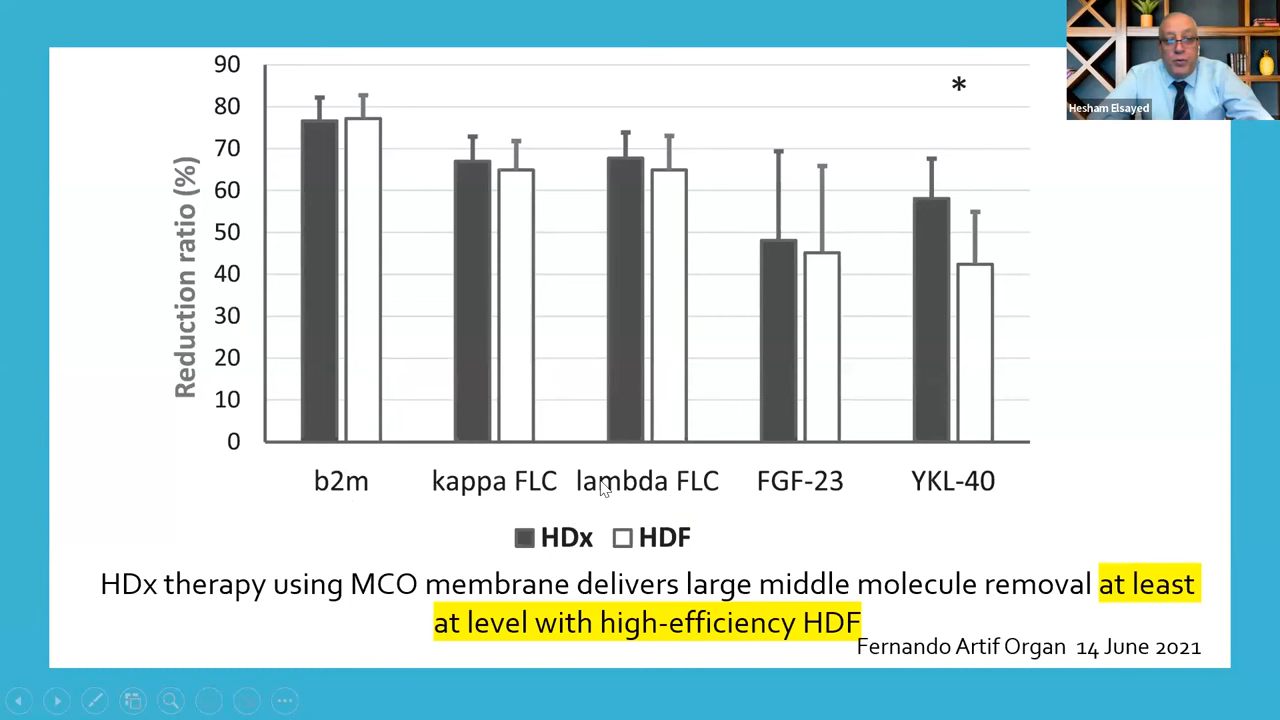 Hesham Elsayed
Reduction ratio (%)
90
80
70
60
50
40
30
20
10
0
*
b2m kappa FLC lambda FLC FGF-23 YKL-40
HDx HDF
HDx therapy using MCO membrane delivers large middle molecule removal at least
at level with high-efficiency HDF
Fernando Artif Organ 14 June 2021